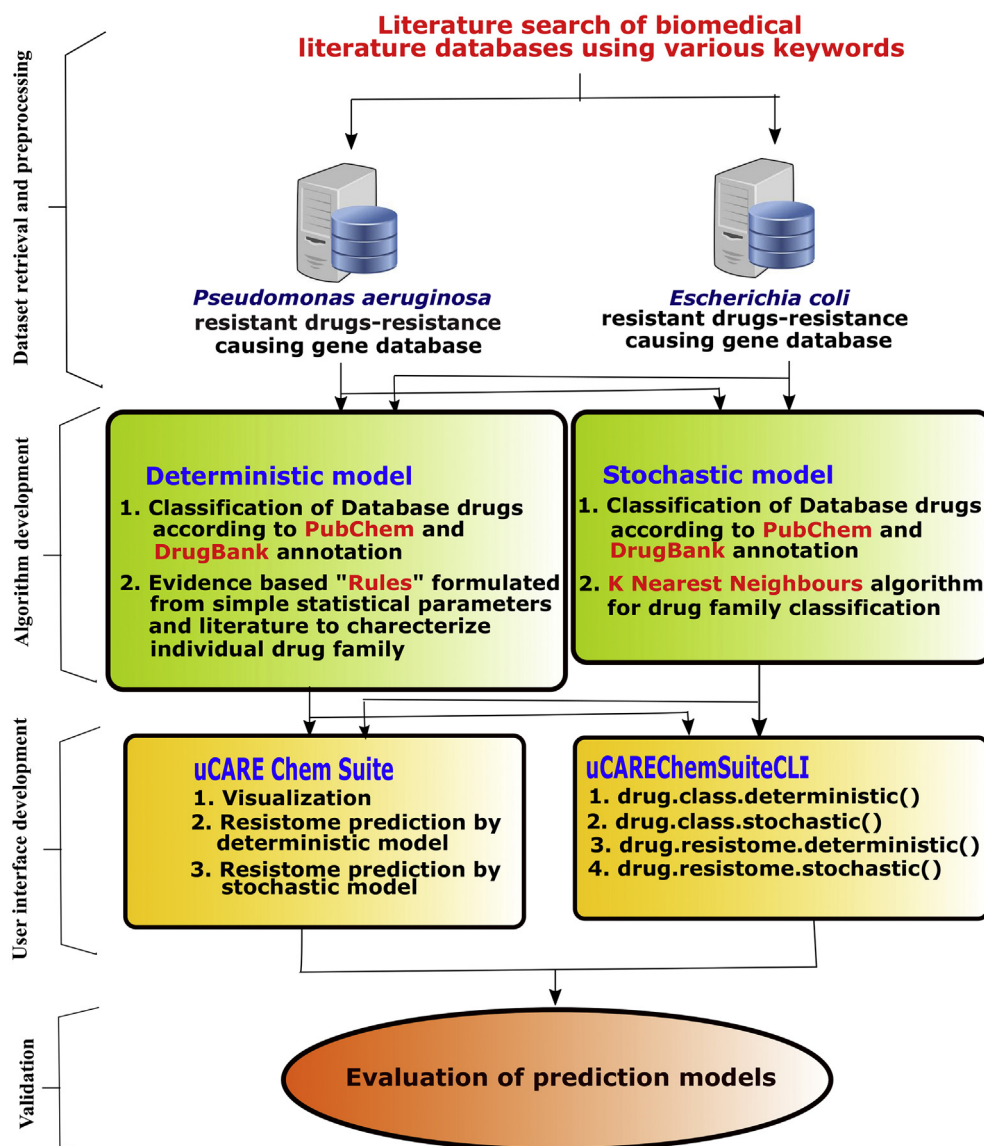 Literature search of biomedical
literature databases using various keywords
Dataset retrieval and preprocessing
Pseudomonas aeruginosa
resistant drugs-resistance
causing gene database
Escherichia coli
resistant drugs-resistance
causing gene database
Algorithm development
Deterministic model
1. Classification of Database drugs
according to PubChem and
DrugBank annotation
2. Evidence based "Rules" formulated
from simple statistical parameters
and literature to charecterize
individual drug family
Stochastic model
1. Classification of Database drugs
according to PubChem and
DrugBank annotation
2. K Nearest Neighbours algorithm
for drug family classification
User interface development
uCARE Chem Suite
1. Visualization
2. Resistome prediction by
deterministic model
3. Resistome prediction by
stochastic model
uCAREChemSuiteCLI
1. drug.class.deterministic()
2. drug.class.stochastic()
3. drug.resistome.deterministic()
4. drug.resistome.stochastic()
Validation
Evaluation of prediction models